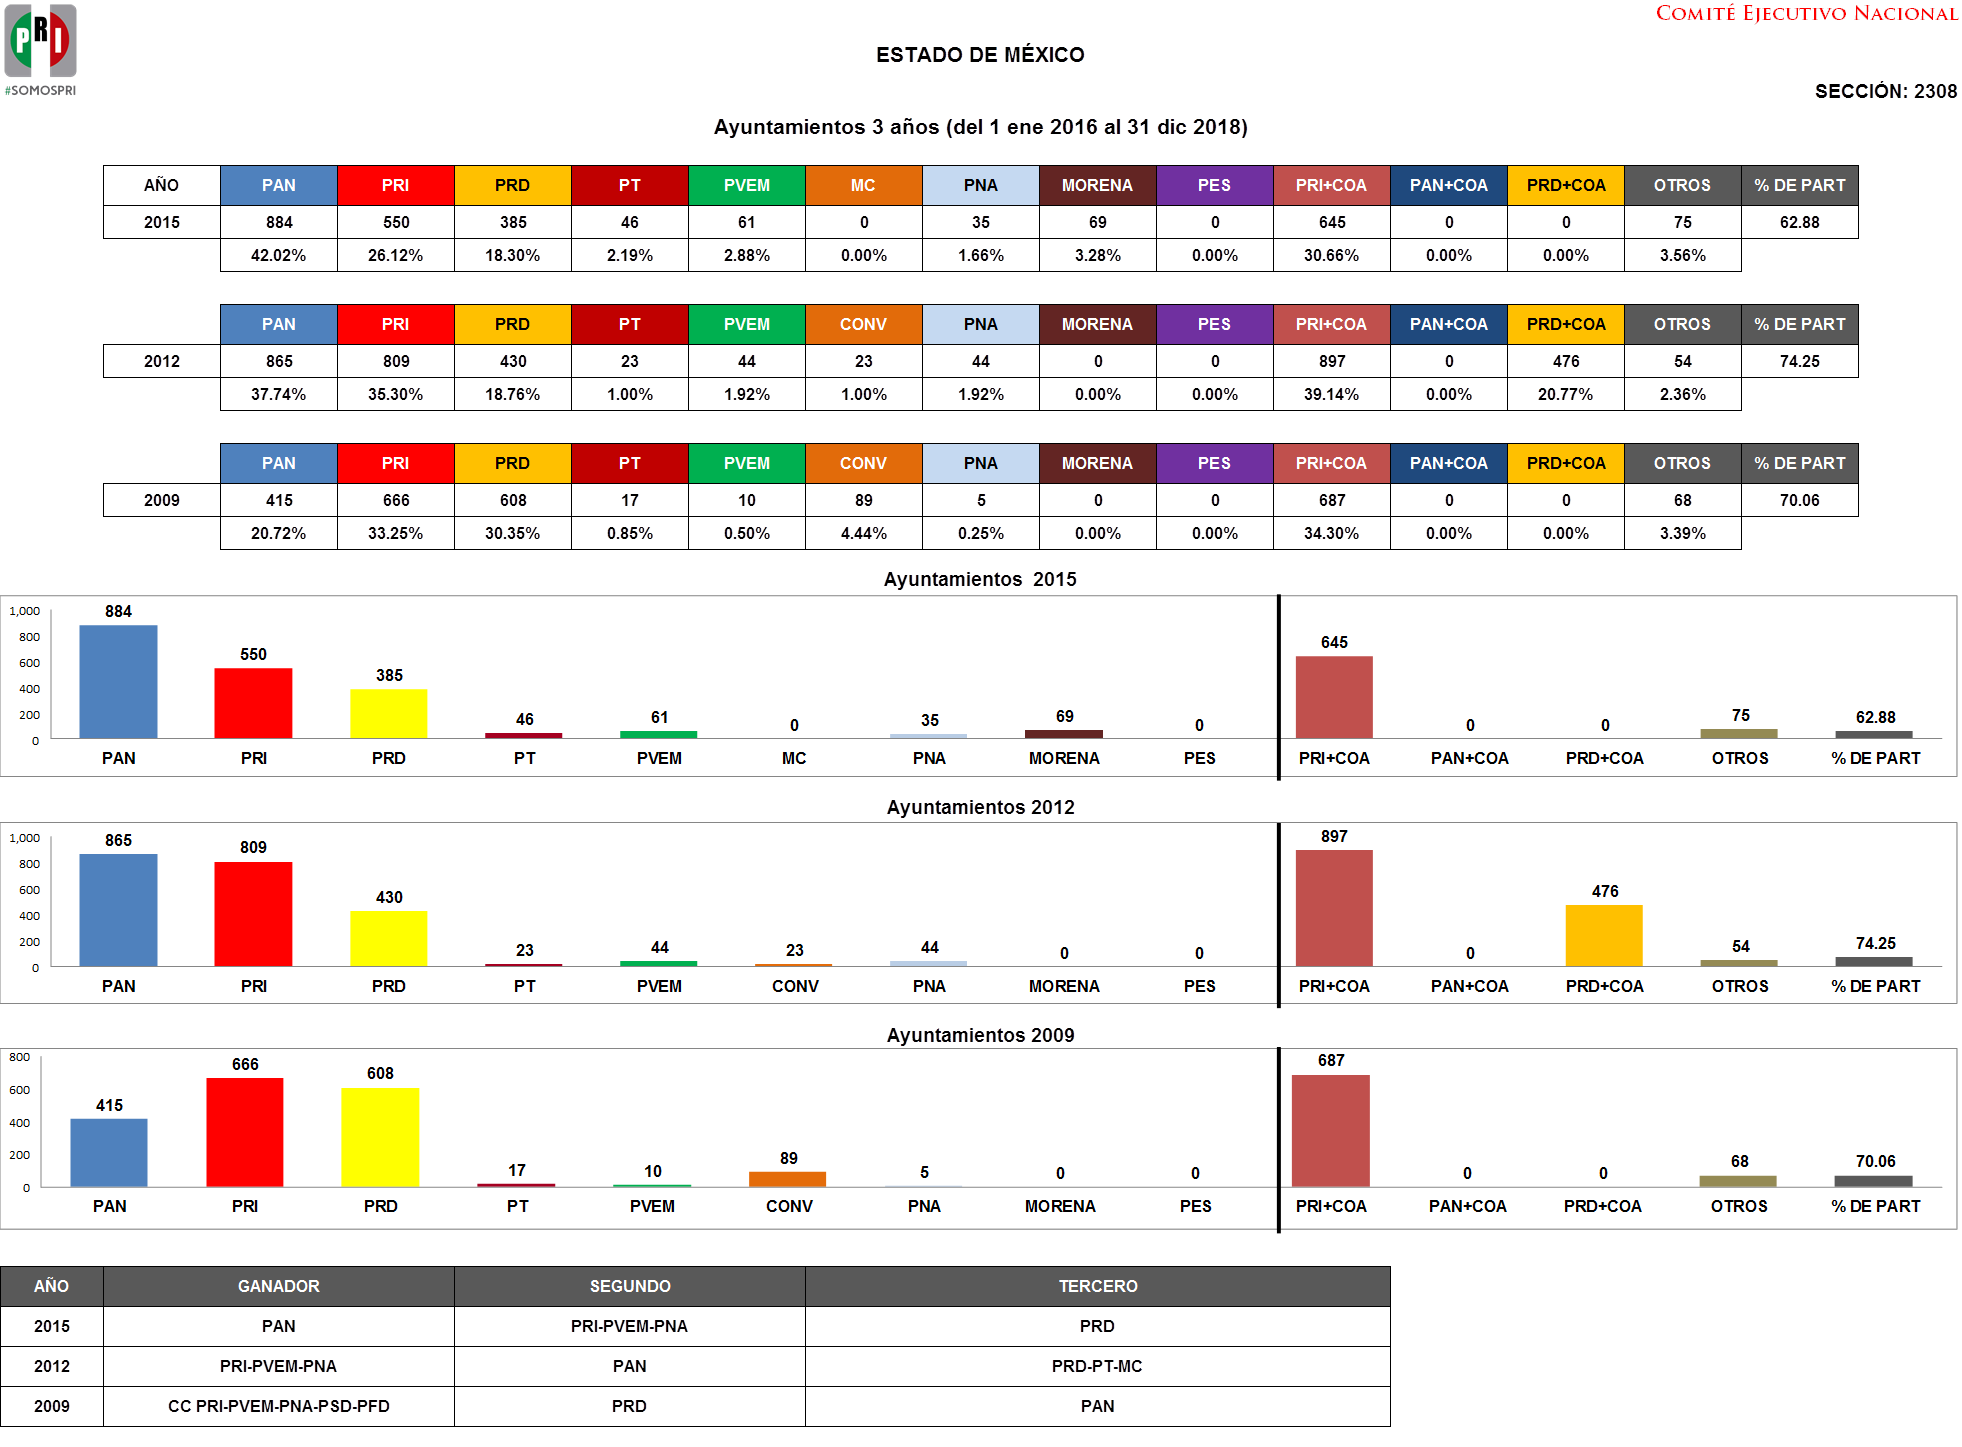 PRI
#SOMOSPRI
COMITÉ EJECUTIVO NACIONAL
ESTADO DE MÉXICO
SECCIÓN: 2308
Ayuntamientos 3 años (del 1 ene 2016 al 31 dic 2018)
AÑO PAN PRI PRD PT PVEM MC PNA MORENA PES PRI+COA PAN+COA PRD+COA OTROS % DE PART
2015 884 550 385 46 61 0 35 69 0 645 0 0 75 62.88
42.02% 26.12% 18.30% 2.19% 2.88% 0.00% 1.66% 3.28% 0.00% 30.66% 0.00% 0.00% 3.56%
PAN PRI PRD PT PVEM CONV PNA MORENA PES PRI+COA PAN+COA PRD+COA OTROS % DE PART
2012 865 809 430 23 44 23 44 0 0 897 0 476 54 74.25
37.74% 35.30% 18.76% 1.00% 1.92% 1.00% 1.92% 0.00% 0.00% 39.14% 0.00% 20.77% 2.36%
PAN PRI PRD PT PVEM CONV PNA MORENA PES PRI+COA PAN+COA PRD+COA OTROS % DE PART
2009 415 666 608 17 10 89 5 0 0 687 0 0 68 70.06
20.72% 33.25% 30.35% 0.85% 0.50% 4.44% 0.25% 0.00% 0.00% 34.30% 0.00% 0.00% 3.39%
Ayuntamientos 2015
1,000
800
600
400
200
0
884 550 385 46 61 0 35 69 0 645 0 0 75 62.88
PAN PRI PRD PT PVEM MC PNA MORENA PES PRI+COA PAN+COA PRD+COA OTROS % DE PART
Ayuntamientos 2012
1,000
800
600
400
200
0
865 809 430 23 44 23 44 0 0 897 0 476 54 74.25
PAN PRI PRD PT PVEM CONV PNA MORENA PES PRI+COA PAN+COA PRD+COA OTROS % DE PART
Ayuntamientos 2009
800
600
400
200
0
415 666 608 17 10 89 5 0 0 687 0 0 68 70.06
PAN PRI PRD PT PVEM CONV PNA MORENA PES PRI+COA PAN+COA PRD+COA OTROS % DE PART
AÑO GANADOR SEGUNDO TERCERO
2015 PAN PRI-PVEM-PNA PRD
2012 PRI-PVEM-PNA PAN PRD-PT-MC
2009 CC PRI-PVEM-PNA-PSD-PFD PRD PAN